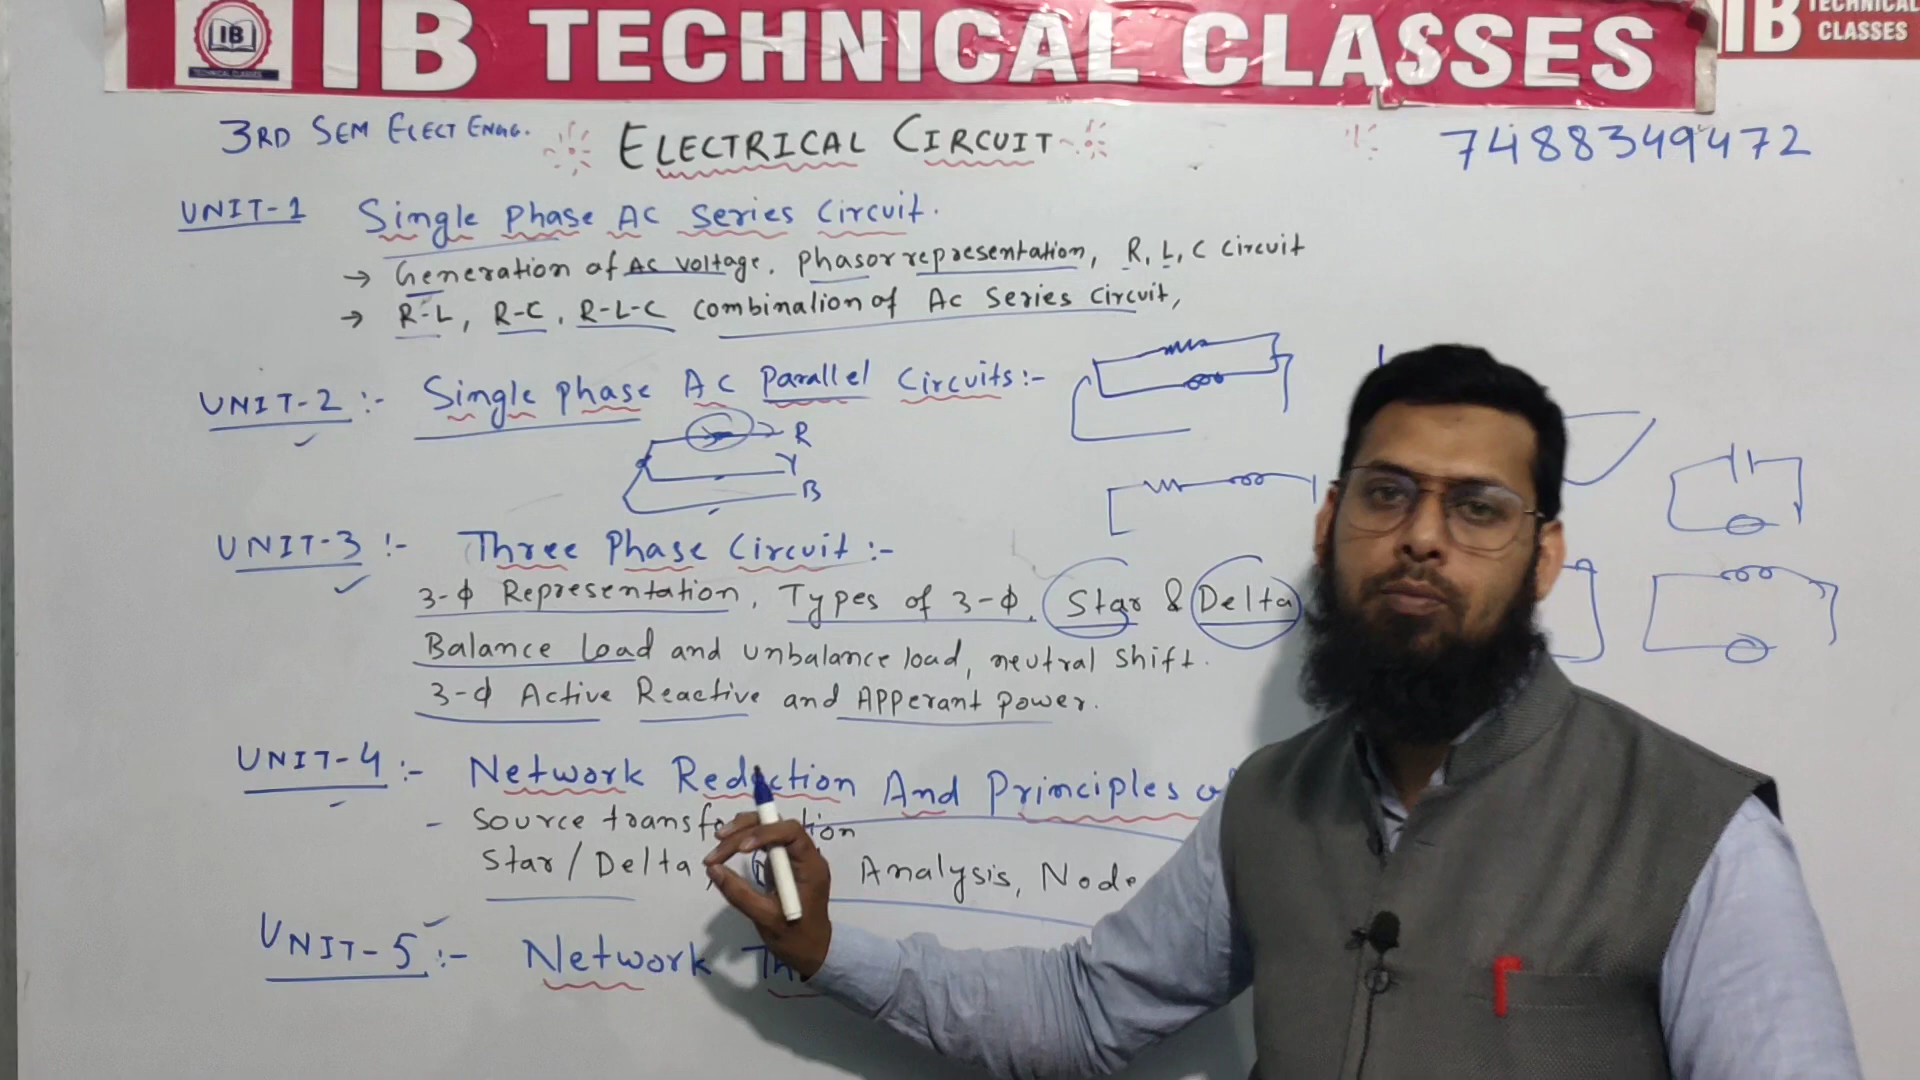 IB TECHNICAL CLASSES
IB
TECHNICAL CLASSES
IB TECHNICAL
CLASSES
3RD SEM ELECT ENGG.
ELECTRICAL CIRCUIT
7488349472
UNIT-1 Single Phase AC Series Circuit.
→ Generation of AC voltage, Phasor representation, R, L, C circuit
→ R-L, R-C, R-L-C Combination of AC Series Circuit,
UNIT-2 :- Single phase AC Parallel Circuits:-
R
Y
B
UNIT-3 :- Three Phase Circuit :-
3-ϕ Representation, Types of 3-ϕ, Star & Delta
Balance Load and unbalance load, neutral shift.
3-ϕ Active Reactive and Apperant power.
UNIT-4 :- Network Reduction And Principles
- Source
Star/Delta, Analysis, Node
UNIT-5 :- Network